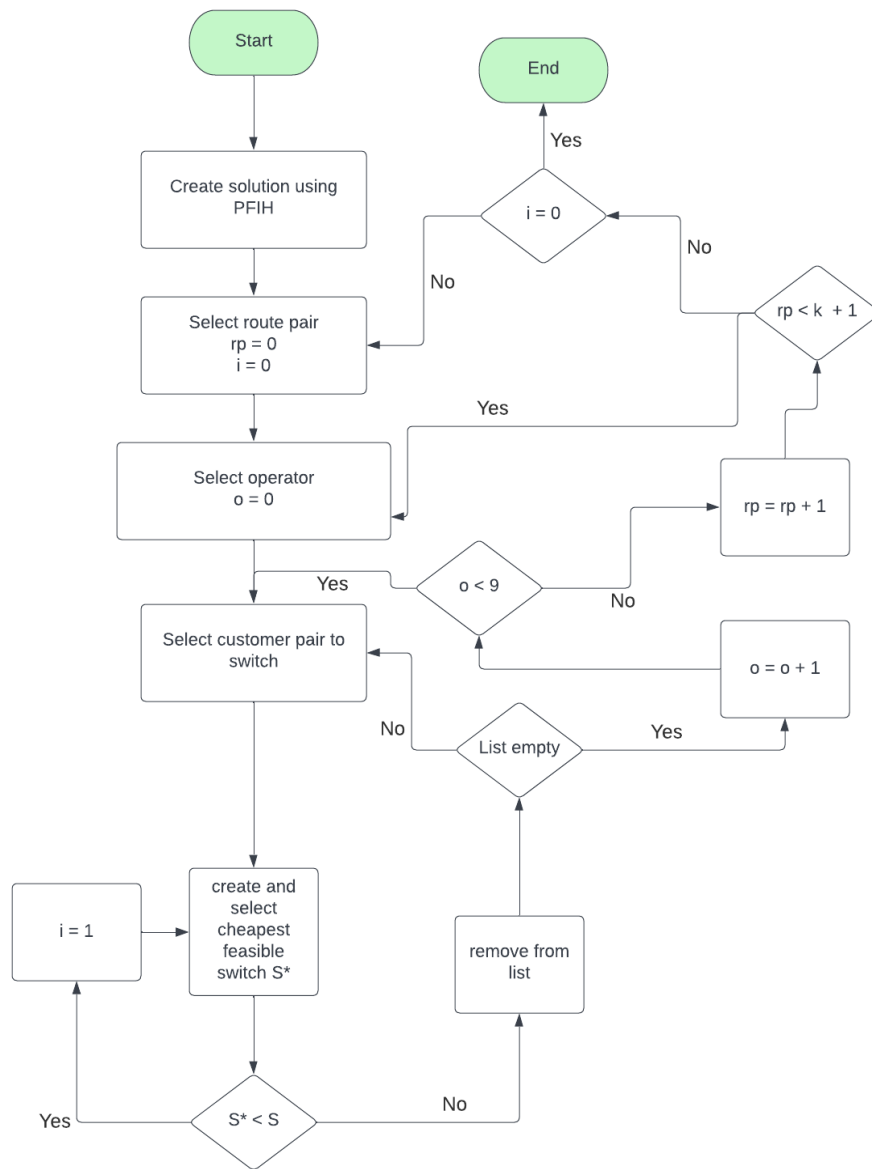 Start
End
Yes
Create solution using
PFIH
i = 0
No
No
rp < k  + 1
Select route pair
rp = 0
i = 0
Yes
Select operator
o = 0
rp = rp + 1
o < 9
Yes
No
Select customer pair to
switch
o = o + 1
No
List empty
Yes
create and
select
cheapest
feasible
switch S*
i = 1
remove from
list
Yes
S* < S
No